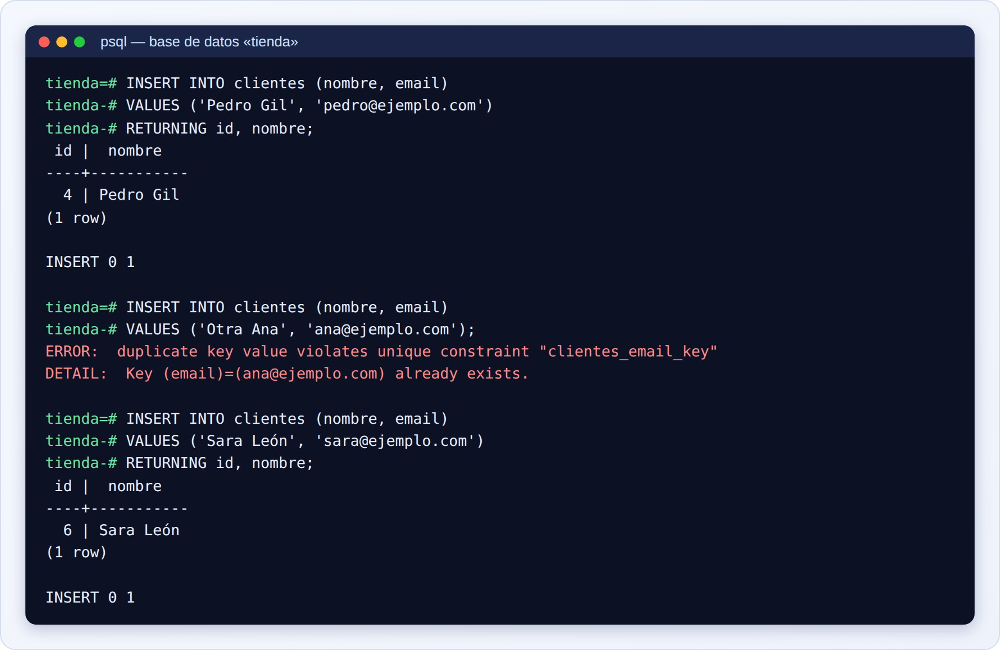 psql — base de datos «tienda»
tienda=# INSERT INTO clientes (nombre, email)
tienda-# VALUES ('Pedro Gil', 'pedro@ejemplo.com')
tienda-# RETURNING id, nombre;
 id |  nombre
----+-----------
  4 | Pedro Gil
(1 row)

INSERT 0 1

tienda=# INSERT INTO clientes (nombre, email)
tienda-# VALUES ('Otra Ana', 'ana@ejemplo.com');
ERROR:  duplicate key value violates unique constraint "clientes_email_key"
DETAIL:  Key (email)=(ana@ejemplo.com) already exists.

tienda=# INSERT INTO clientes (nombre, email)
tienda-# VALUES ('Sara León', 'sara@ejemplo.com')
tienda-# RETURNING id, nombre;
 id |  nombre
----+-----------
  6 | Sara León
(1 row)

INSERT 0 1